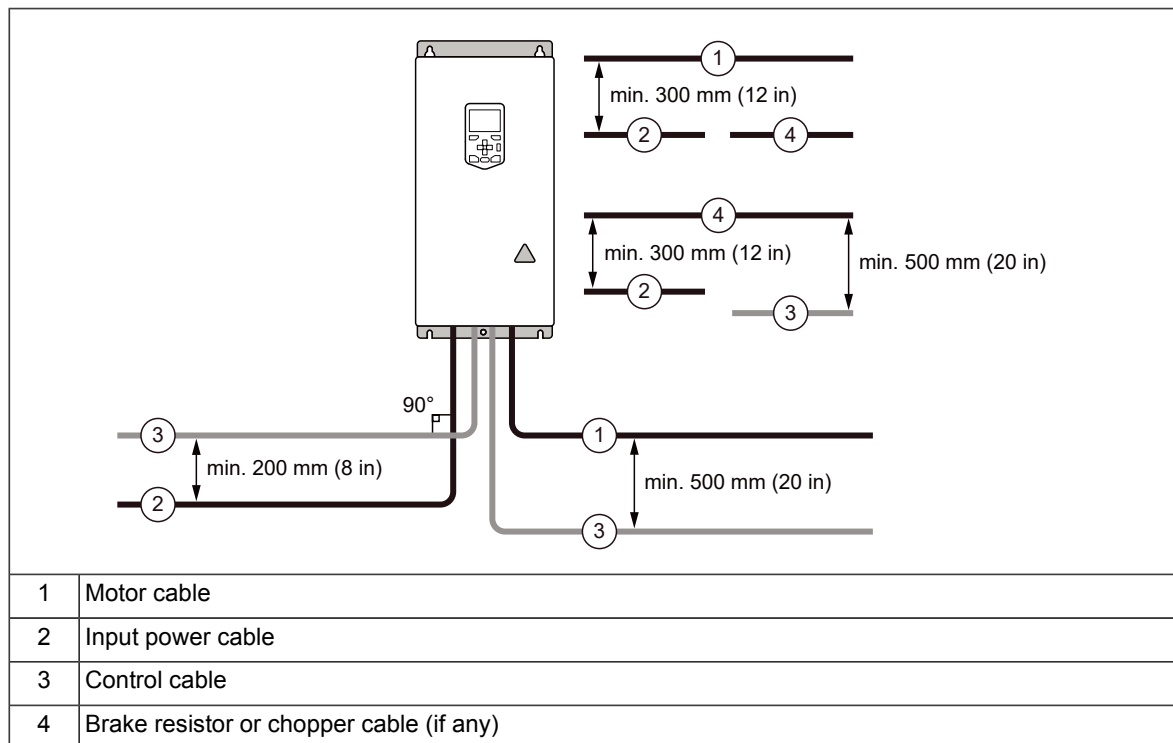 1
min. 300 mm (12 in)
2
4
4
min. 300 mm (12 in)
min. 500 mm (20 in)
2
3
90°
3
1
min. 200 mm (8 in)
min. 500 mm (20 in)
2
3
1 Motor cable
2 Input power cable
3 Control cable
4 Brake resistor or chopper cable (if any)